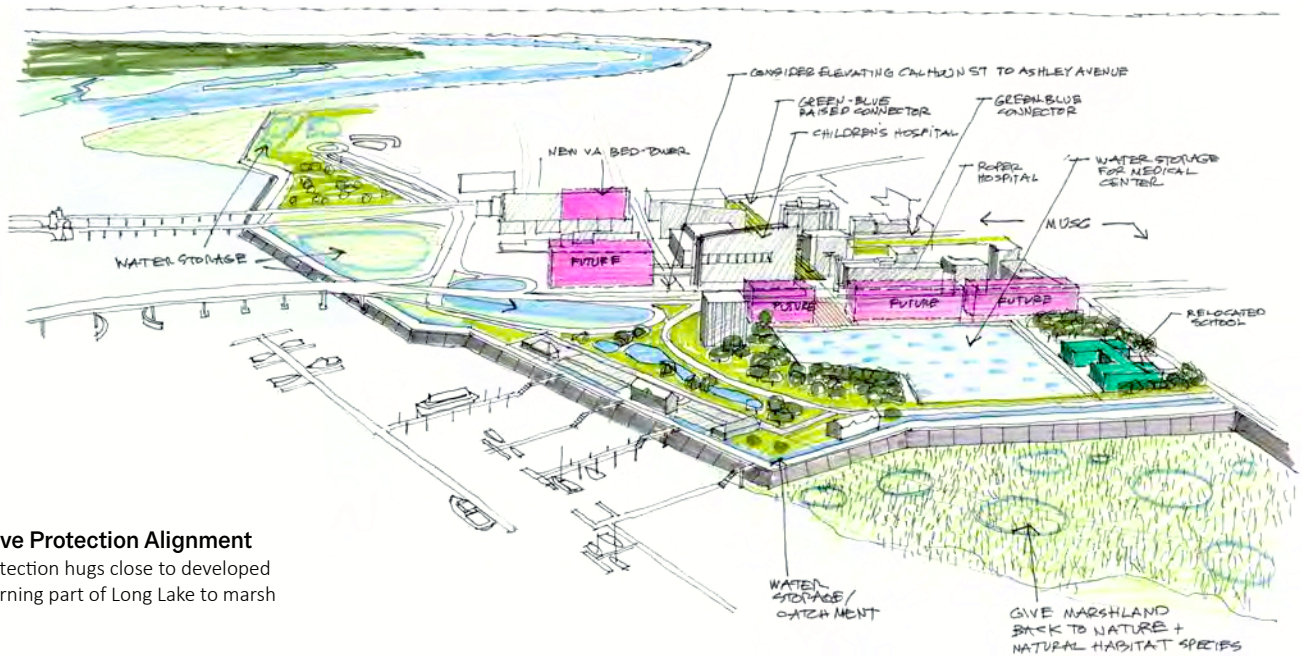 CONSIDER ELEVATING CALHOUN ST TO ASHLEY AVENUE
GREEN-BLUE
RAISED CONNECTOR
GREEN BLUE
CONNECTOR
CHILDREN'S HOSPITAL
NEW VA BED-TOWER
ROPER
HOSPITAL
WATER STORAGE
FOR MEDICAL
CENTER
MUSC
WATER STORAGE
FUTURE
FUTURE
FUTURE
FUTURE
RELOCATED
SCHOOL
ve Protection Alignment
tection hugs close to developed
rning part of Long Lake to marsh
WATER
STORAGE/
CATCHMENT
GIVE MARSHLAND
BACK TO NATURE +
NATURAL HABITAT SPECIES